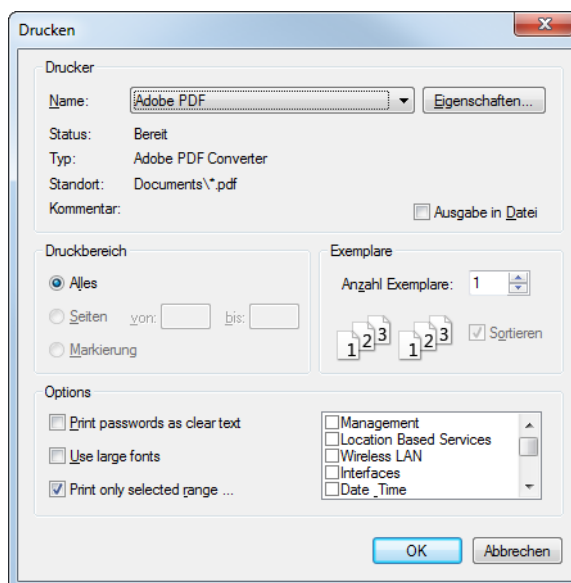 Drucken
Drucker
Name: Adobe PDF Eigenschaften...
Status: Bereit
Typ: Adobe PDF Converter
Standort: Documents\*.pdf
Kommentar: Ausgabe in Datei
Druckbereich
Alles
Seiten von: bis:
Markierung
Exemplare
Anzahl Exemplare: 1
1 2 3 1 2 3 Sortieren
Options
Print passwords as clear text
Use large fonts
Print only selected range ...
Management
Location Based Services
Wireless LAN
Interfaces
Date _Time
OK Abbrechen